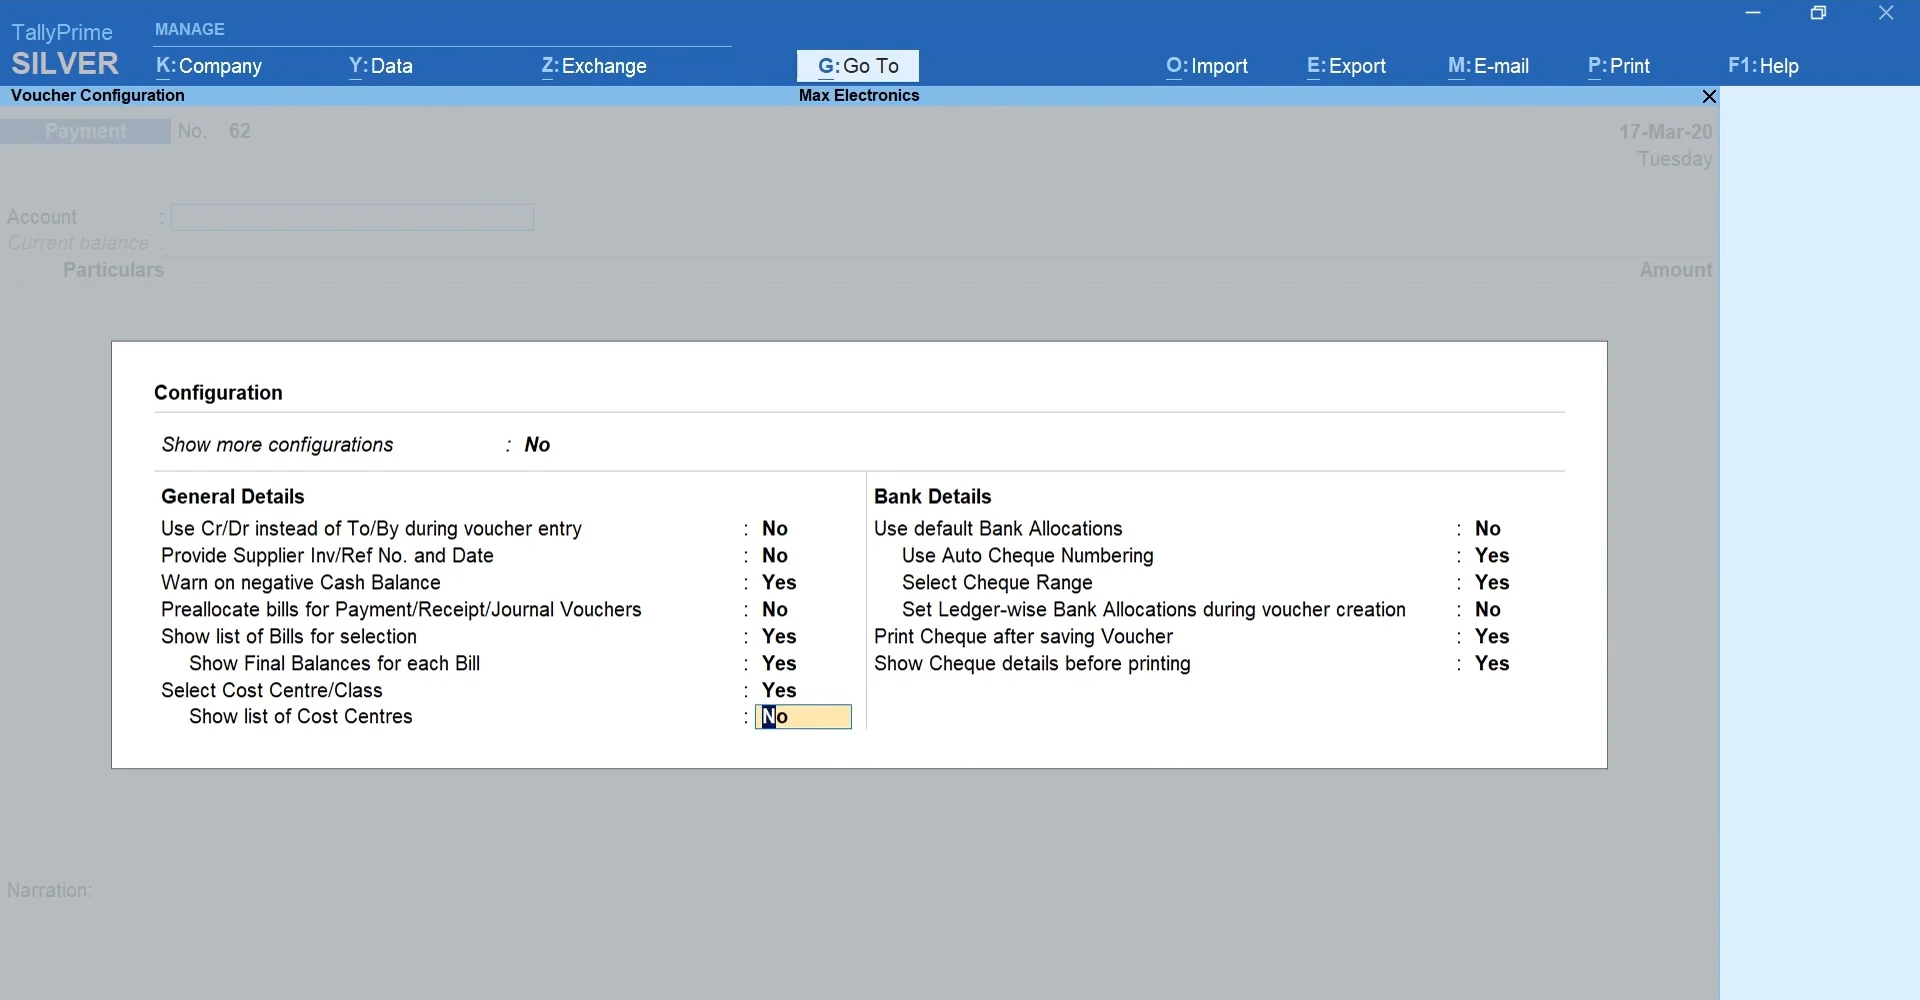 TallyPrime
SILVER
MANAGE
K:Company Y:Data Z:Exchange G:Go To O:Import E:Export M:E-mail P:Print F1:Help
Voucher Configuration Max Electronics
Payment No. 62 17-Mar-20
Tuesday
Account :
Current balance :
Particulars Amount
Configuration
Show more configurations : No
General Details
Use Cr/Dr instead of To/By during voucher entry : No
Provide Supplier Inv/Ref No. and Date : No
Warn on negative Cash Balance : Yes
Preallocate bills for Payment/Receipt/Journal Vouchers : No
Show list of Bills for selection : Yes
Show Final Balances for each Bill : Yes
Select Cost Centre/Class : Yes
Show list of Cost Centres : No
Bank Details
Use default Bank Allocations : No
Use Auto Cheque Numbering : Yes
Select Cheque Range : Yes
Set Ledger-wise Bank Allocations during voucher creation : No
Print Cheque after saving Voucher : Yes
Show Cheque details before printing : Yes
Narration: